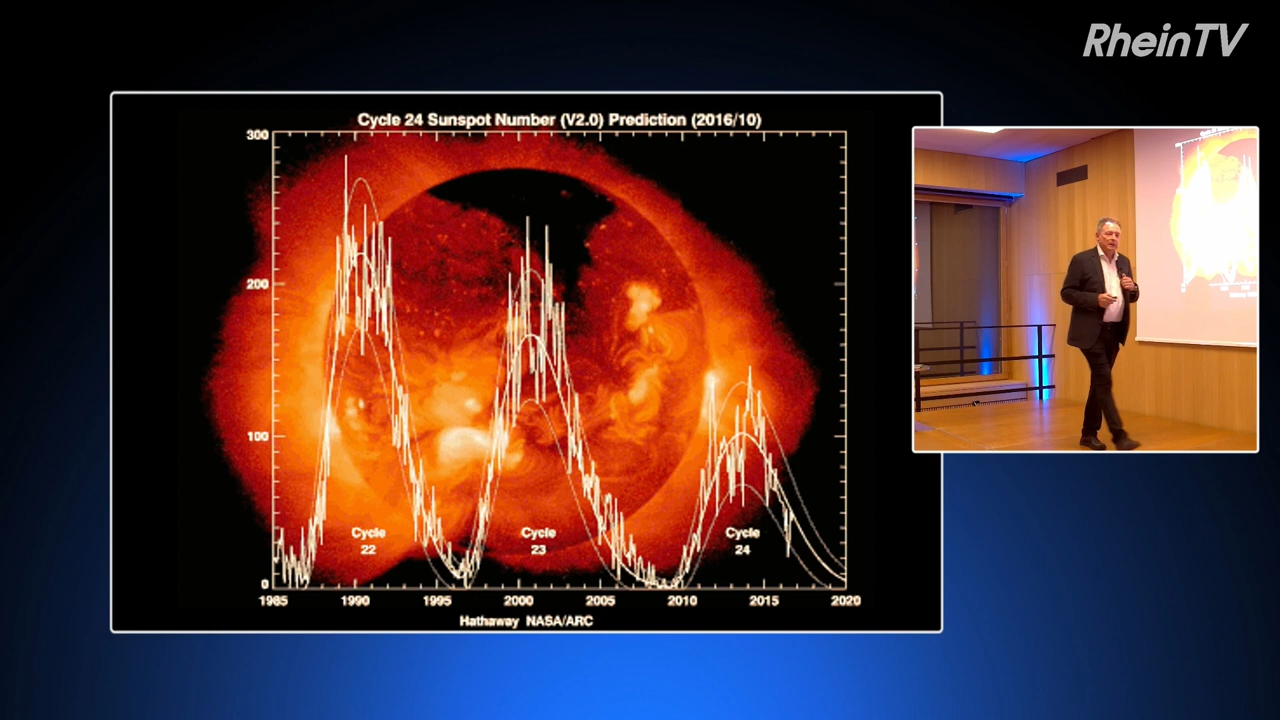 RheinTV
Cycle 24 Sunspot Number (V2.0) Prediction (2016/10)
300
200
100
0
Cycle
22
Cycle
23
Cycle
24
1985 1990 1995 2000 2005 2010 2015 2020
Hathaway NASA/ARC